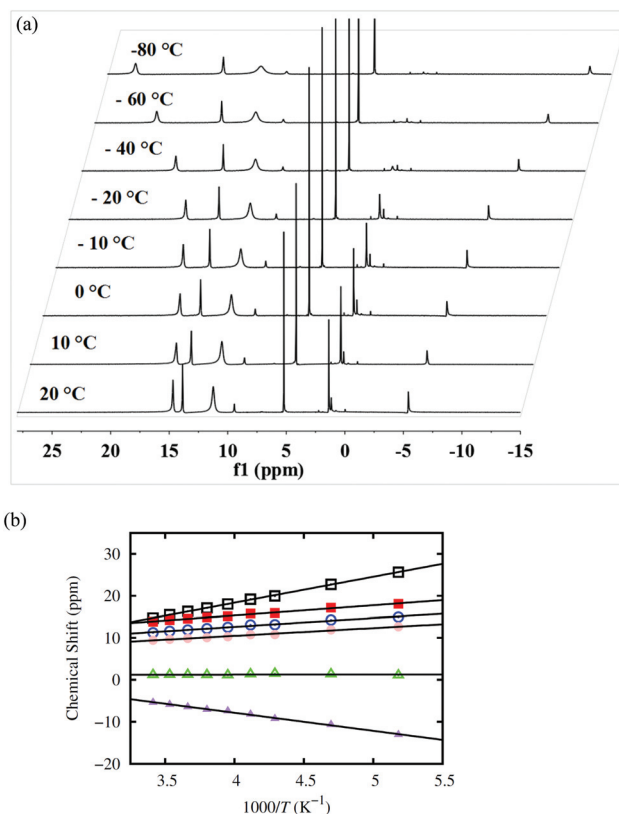 (a)
-80 °C
- 60 °C
- 40 °C
- 20 °C
- 10 °C
0 °C
10 °C
20 °C
25 20 15 10 5 0 -5 -10 -15
f1 (ppm)
(b)
30
20
10
0
−10
−20
Chemical Shift (ppm)
3.5 4 4.5 5 5.5
1000/T (K⁻¹)